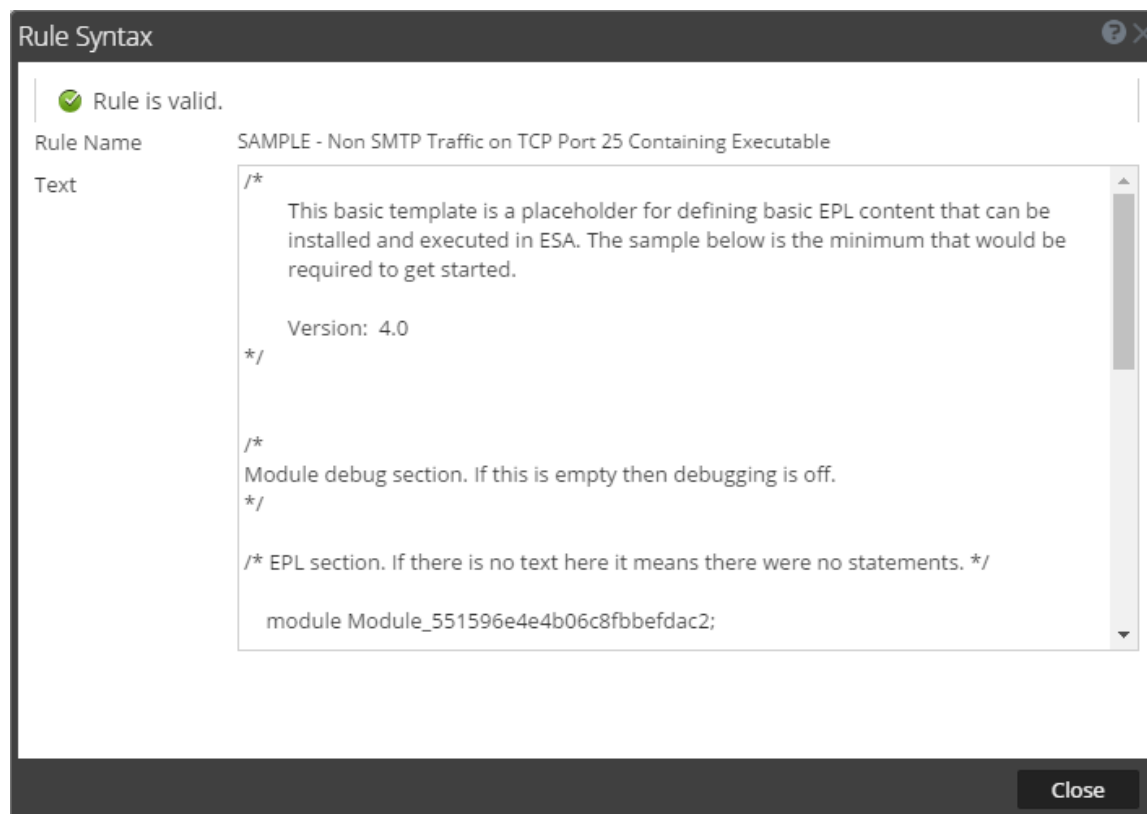 Rule Syntax
Rule is valid.
Rule Name SAMPLE - Non SMTP Traffic on TCP Port 25 Containing Executable
Text
/*
This basic template is a placeholder for defining basic EPL content that can be
installed and executed in ESA. The sample below is the minimum that would be
required to get started.
Version: 4.0
*/
/*
Module debug section. If this is empty then debugging is off.
*/
/* EPL section. If there is no text here it means there were no statements. */
module Module_551596e4e4b06c8fbbefdac2;
Close